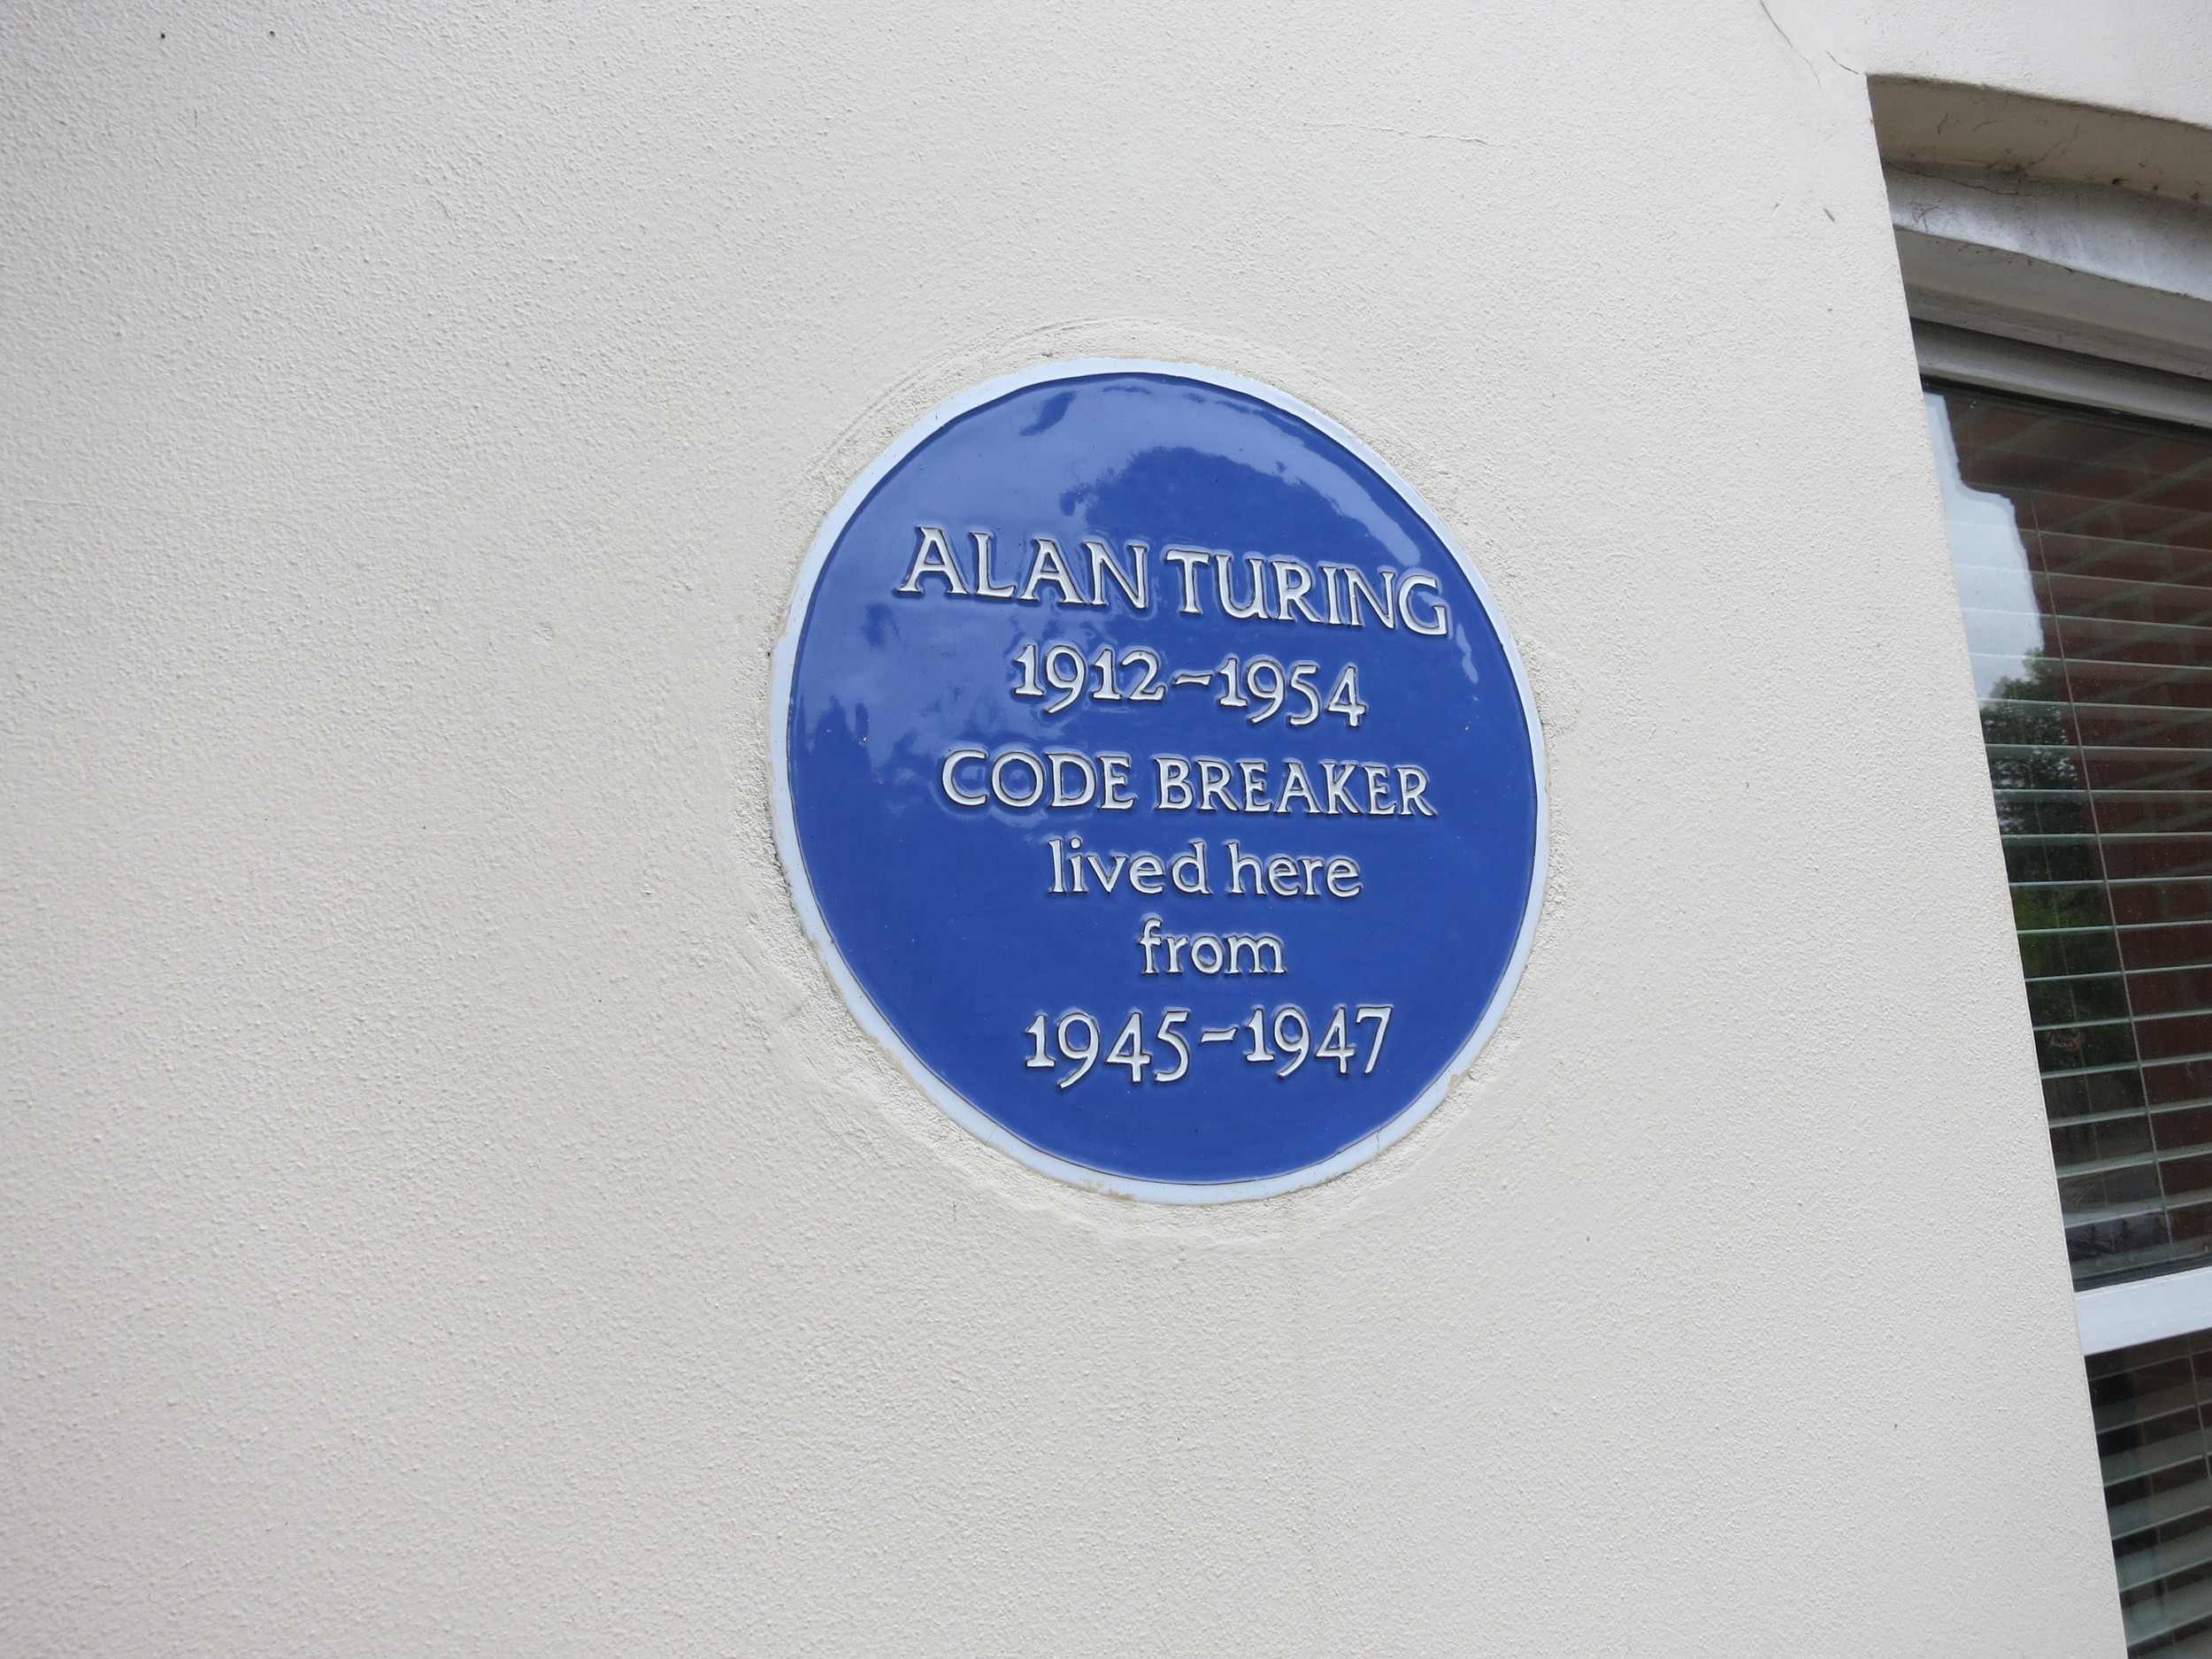 ALAN TURING
1912-1954
CODE BREAKER
lived here
from
1945-1947